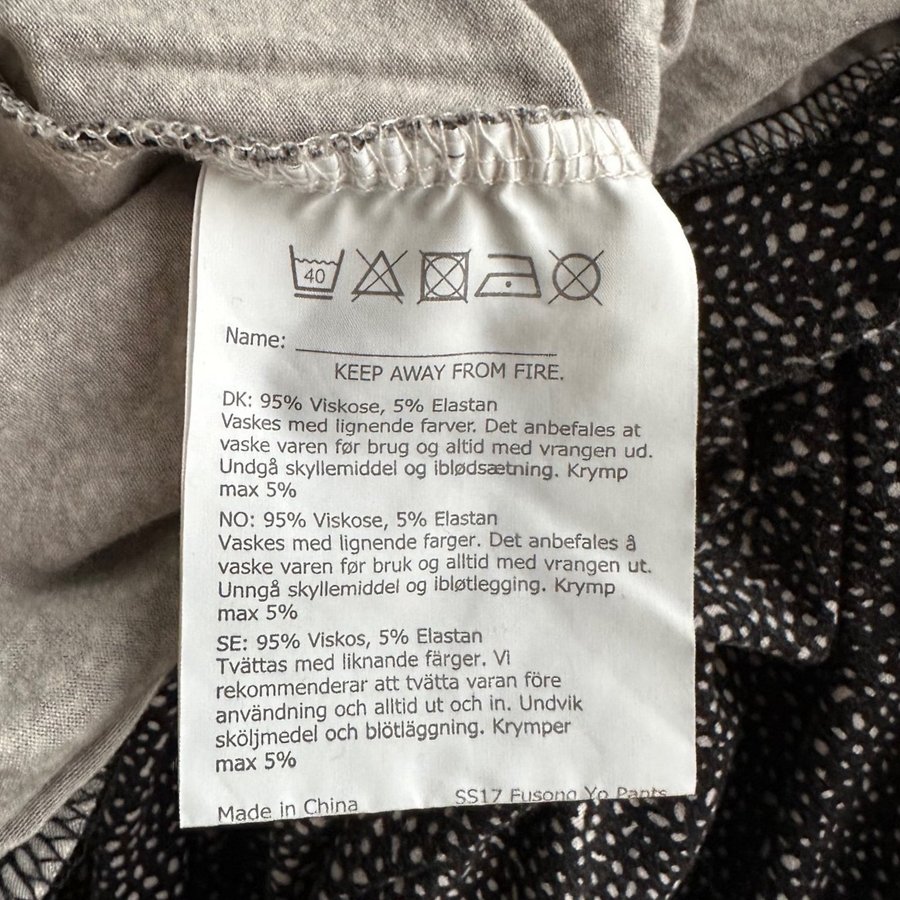 40
Name:
KEEP AWAY FROM FIRE.
DK: 95% Viskose, 5% Elastan
Vaskes med lignende farver. Det anbefales at
vaske varen før brug og altid med vrangen ud.
Undgå skyllemiddel og iblødsætning. Krymp
max 5%
NO: 95% Viskose, 5% Elastan
Vaskes med lignende farger. Det anbefales å
vaske varen før bruk og alltid med vrangen ut.
Unngå skyllemiddel og ibløtlegging. Krymp
max 5%
SE: 95% Viskos, 5% Elastan
Tvättas med liknande färger. Vi
rekommenderar att tvätta varan före
användning och alltid ut och in. Undvik
sköljmedel och blötläggning. Krymper
max 5%
Made in China
SS17 Fusong Yo Pants